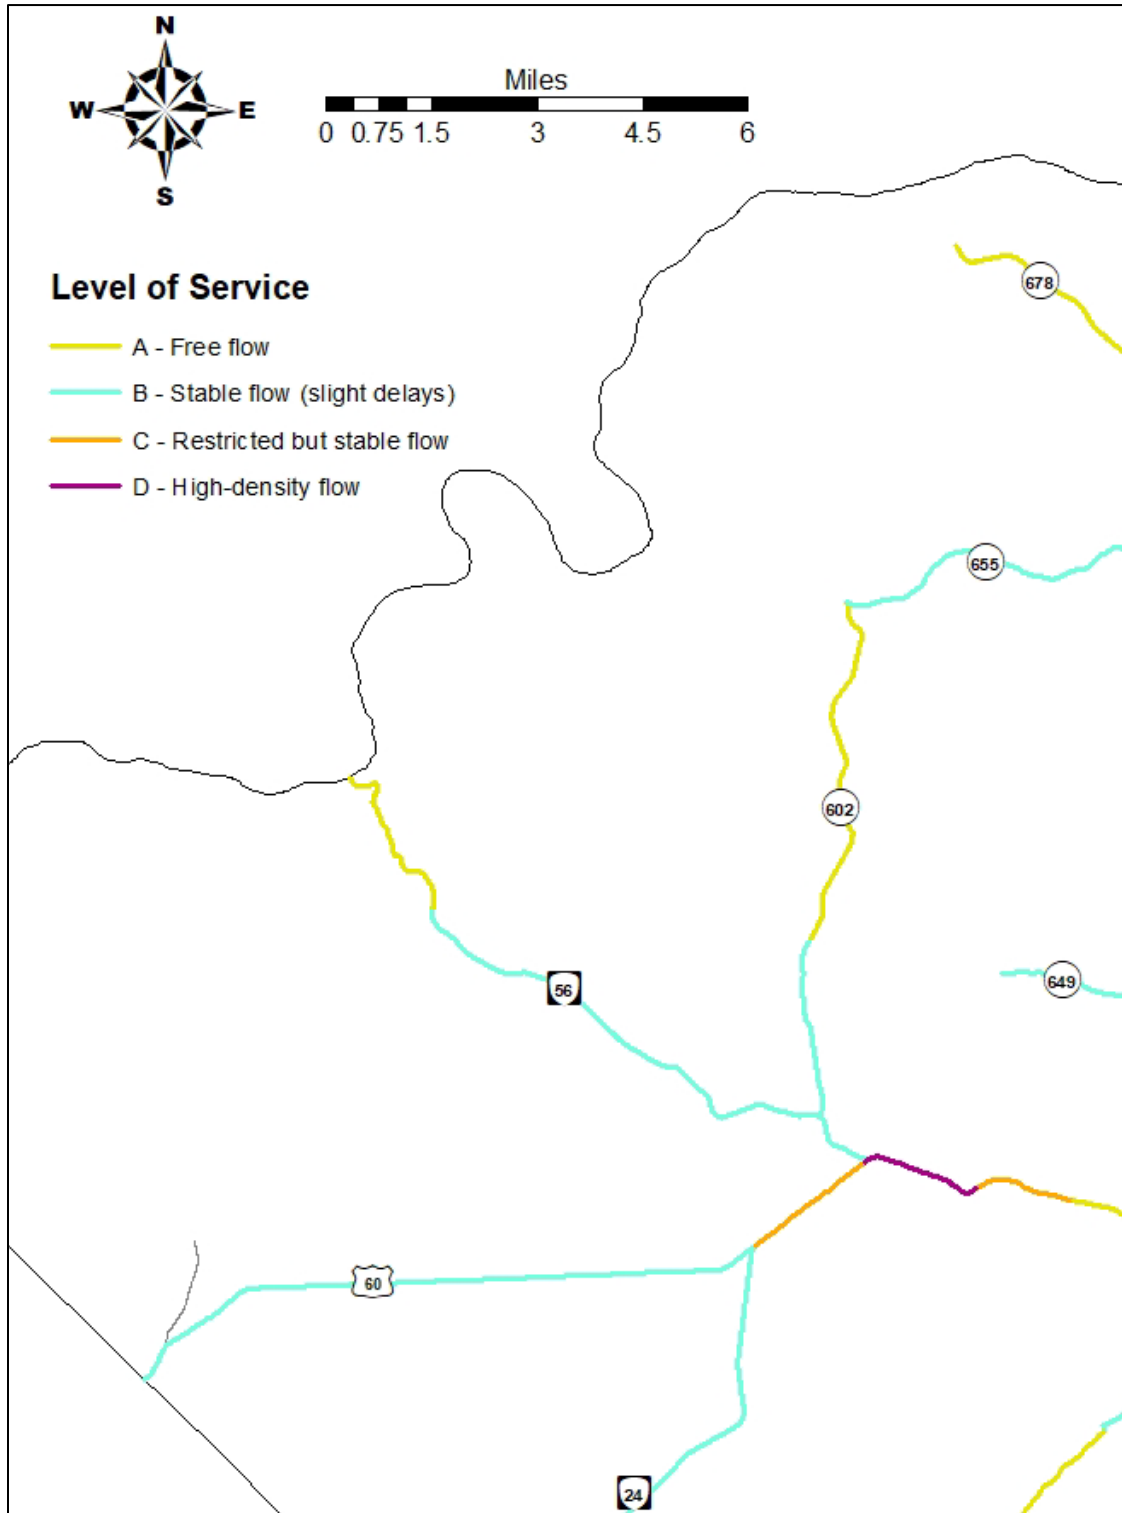 N
W E
S
Miles
0 0.75 1.5 3 4.5 6
Level of Service
A - Free flow
B - Stable flow (slight delays)
C - Restricted but stable flow
D - High-density flow
678
655
602
649
56
60
24